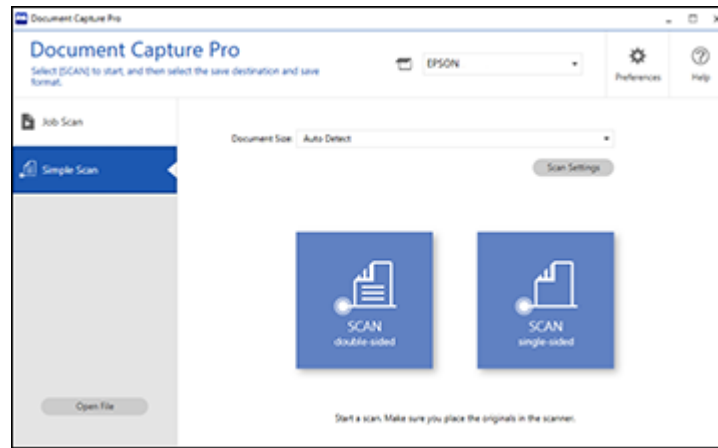 Document Capture Pro
Document Capture Pro
Select [SCAN] to start, and then select the save destination and save
format.
EPSON
Preferences
Help
Job Scan
Simple Scan
Document Size: Auto Detect
Scan Settings
SCAN
double-sided
SCAN
single-sided
Open File
Start a scan. Make sure you place the originals in the scanner.